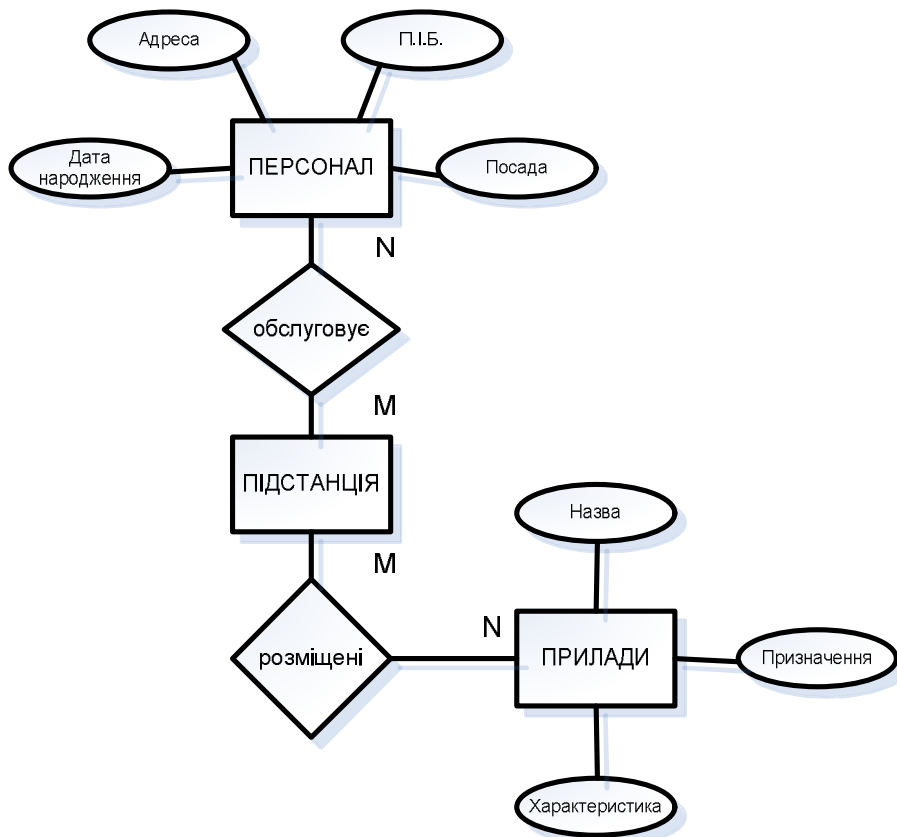 Адреса
П.І.Б.
Дата
народження
ПЕРСОНАЛ
Посада
N
обслуговує
M
ПІДСТАНЦІЯ
M
Назва
N
розміщені
ПРИЛАДИ
Призначення
Характеристика